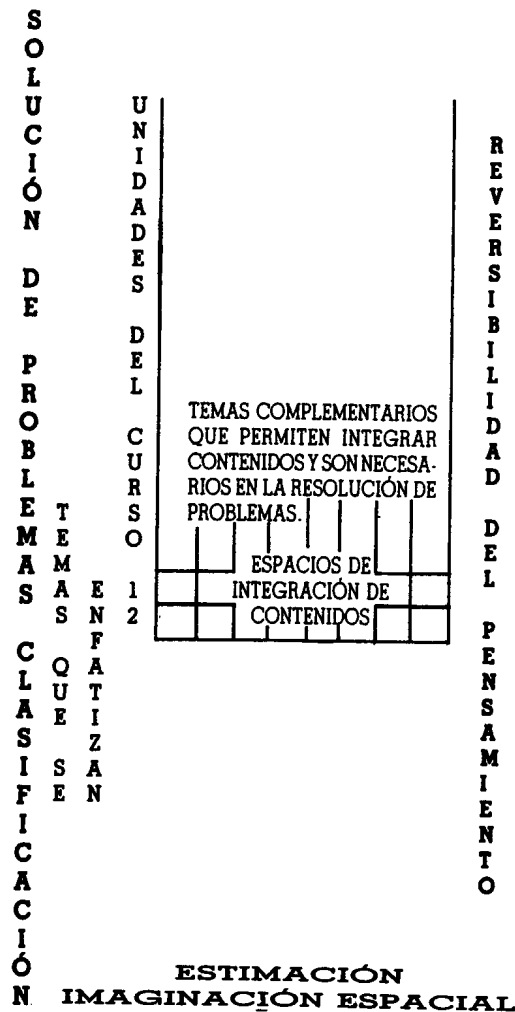 SOLUCIÓN DE PROBLEMAS CLASIFICACIÓN
TEMAS QUE SE
ENFATIZAN
UNIDADES DEL CURSO
1
2
TEMAS COMPLEMENTARIOS
QUE PERMITEN INTEGRAR
CONTENIDOS Y SON NECESA-
RIOS EN LA RESOLUCIÓN DE
PROBLEMAS.
ESPACIOS DE
INTEGRACIÓN DE
CONTENIDOS
REVERSIBILIDAD DEL PENSAMIENTO
ESTIMACIÓN
IMAGINACIÓN ESPACIAL